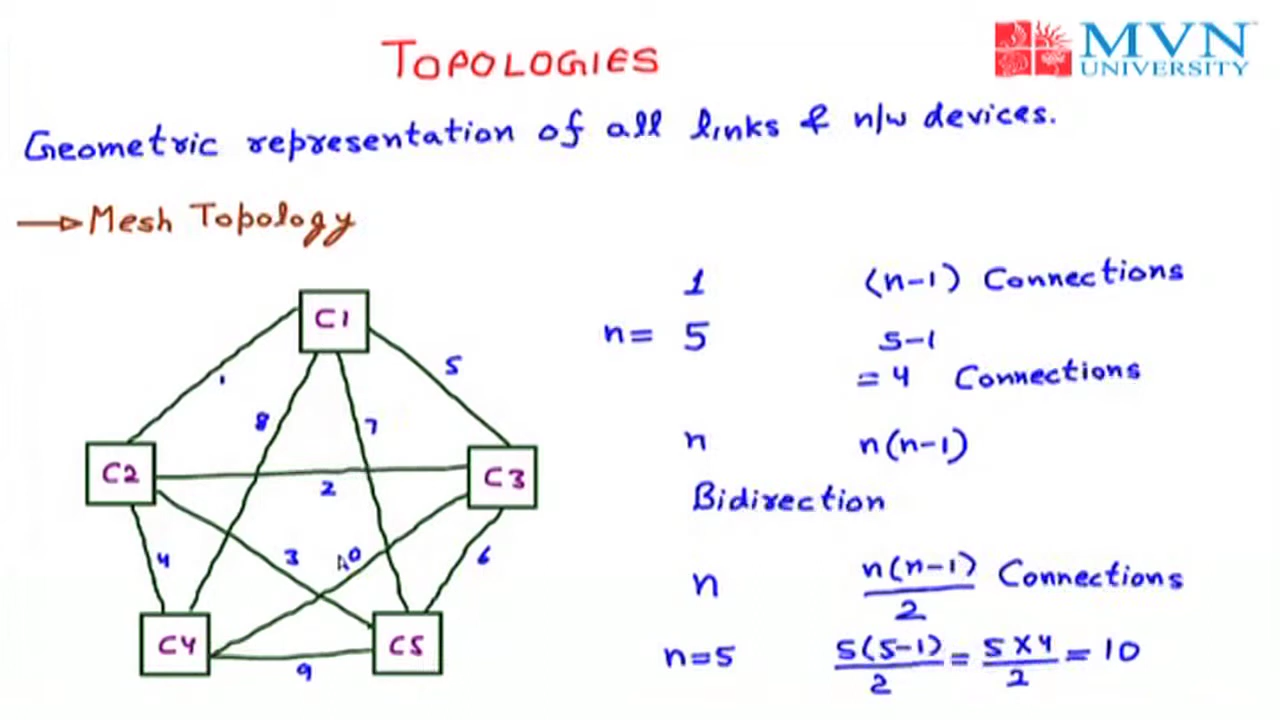 TOPOLOGIES
MVN
UNIVERSITY
Geometric representation of all links & n/w devices.
Mesh Topology
1 (n-1) Connections
n= 5 5-1
= 4 Connections
n n(n-1)
Bidirection
n n(n-1)/2 Connections
n=5 5(5-1)/2 = 5×4/2 = 10
C1
5
8 7
C2 C3
2
4 3 10 6
C4 C5
9